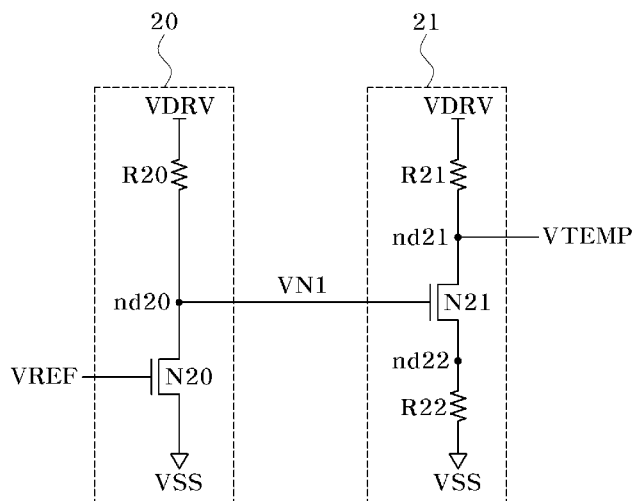 20
21
VDRV
VDRV
R20
R21
nd21
VTEMP
VN1
nd20
N21
nd22
VREF
N20
R22
VSS
VSS